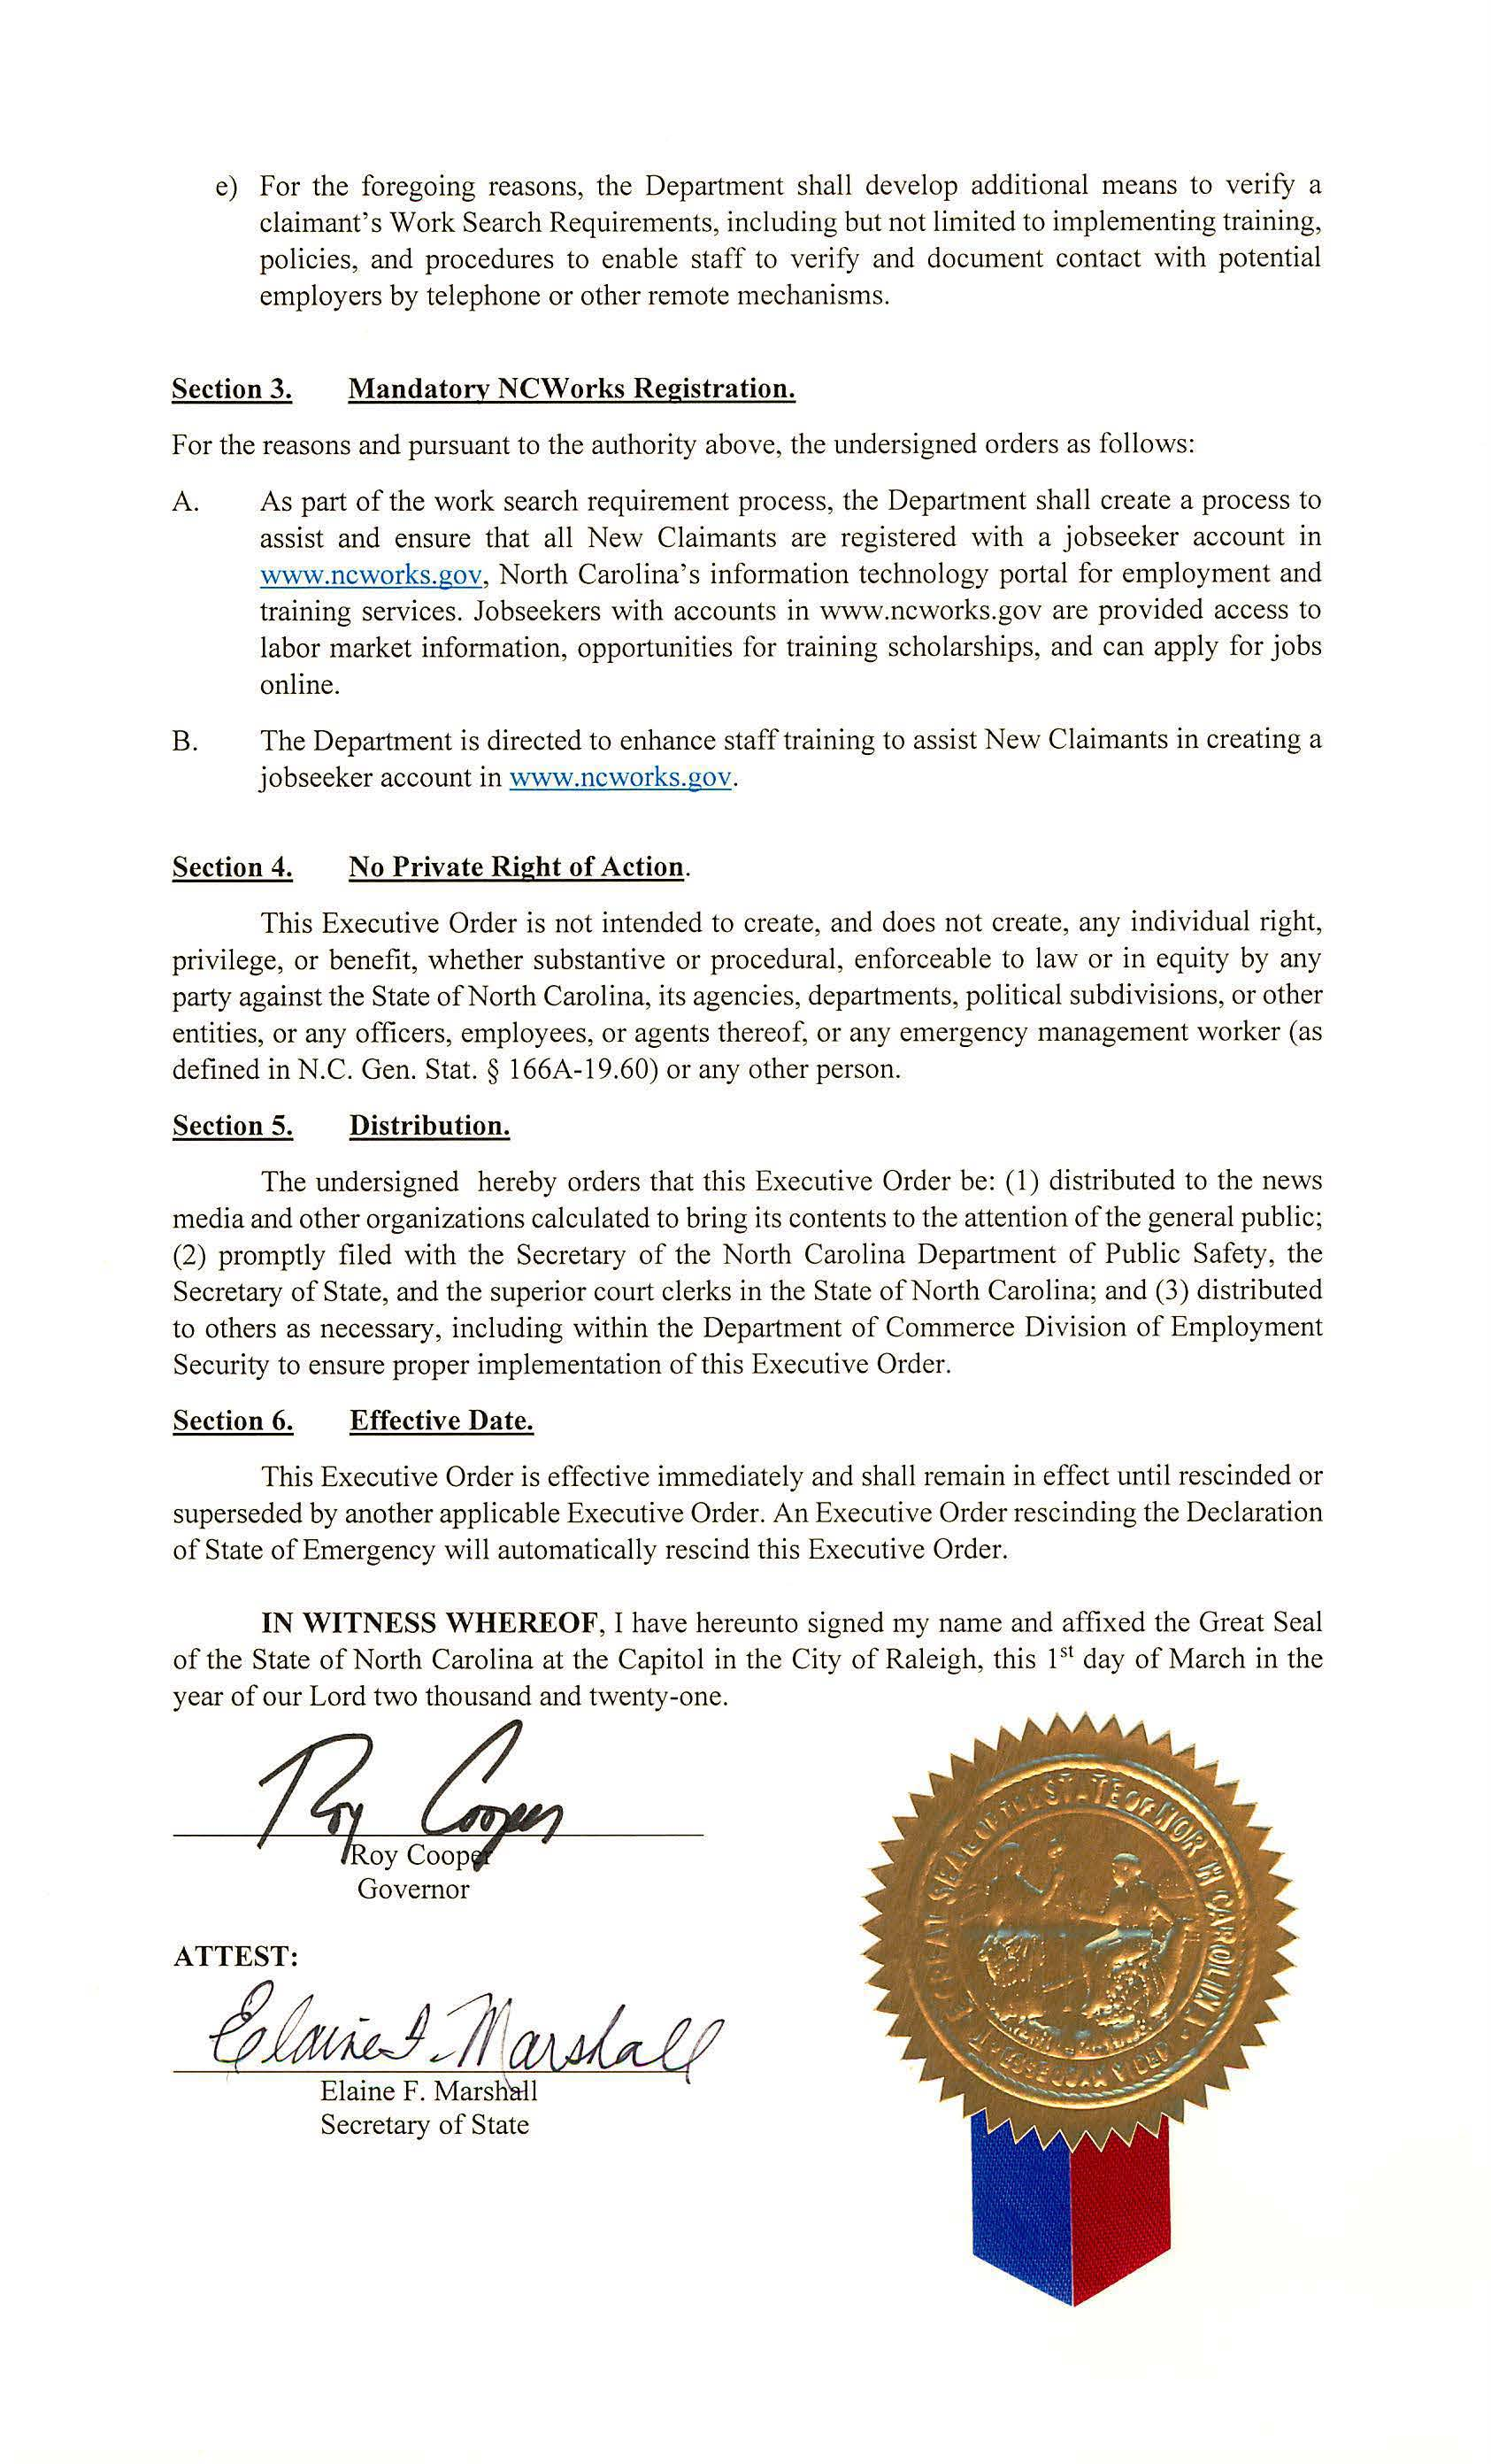 e) For the foregoing reasons, the Department shall develop additional means to verify a
claimant's Work Search Requirements, including but not limited to implementing training,
policies, and procedures to enable staff to verify and document contact with potential
employers by telephone or other remote mechanisms.
Section 3. Mandatory NCWorks Registration.
For the reasons and pursuant to the authority above, the undersigned orders as follows:
A. As part of the work search requirement process, the Department shall create a process to
assist and ensure that all New Claimants are registered with a jobseeker account in
www.ncworks.gov, North Carolina's information technology portal for employment and
training services. Jobseekers with accounts in www.ncworks.gov are provided access to
labor market information, opportunities for training scholarships, and can apply for jobs
online.
B. The Department is directed to enhance staff training to assist New Claimants in creating a
jobseeker account in www.ncworks.gov.
Section 4. No Private Right of Action.
This Executive Order is not intended to create, and does not create, any individual right,
privilege, or benefit, whether substantive or procedural, enforceable to law or in equity by any
party against the State of North Carolina, its agencies, departments, political subdivisions, or other
entities, or any officers, employees, or agents thereof, or any emergency management worker (as
defined in N.C. Gen. Stat. § 166A-19.60) or any other person.
Section 5. Distribution.
The undersigned hereby orders that this Executive Order be: (1) distributed to the news
media and other organizations calculated to bring its contents to the attention of the general public;
(2) promptly filed with the Secretary of the North Carolina Department of Public Safety, the
Secretary of State, and the superior court clerks in the State of North Carolina; and (3) distributed
to others as necessary, including within the Department of Commerce Division of Employment
Security to ensure proper implementation of this Executive Order.
Section 6. Effective Date.
This Executive Order is effective immediately and shall remain in effect until rescinded or
superseded by another applicable Executive Order. An Executive Order rescinding the Declaration
of State of Emergency will automatically rescind this Executive Order.
IN WITNESS WHEREOF, I have hereunto signed my name and affixed the Great Seal
of the State of North Carolina at the Capitol in the City of Raleigh, this 1st day of March in the
year of our Lord two thousand and twenty-one.
Roy Cooper
Roy Cooper
Governor
ATTEST:
Elaine F. Marshall
Elaine F. Marshall
Secretary of State
GREAT SEAL OF THE STATE OF NORTH CAROLINA
ESSE QUAM VIDERI